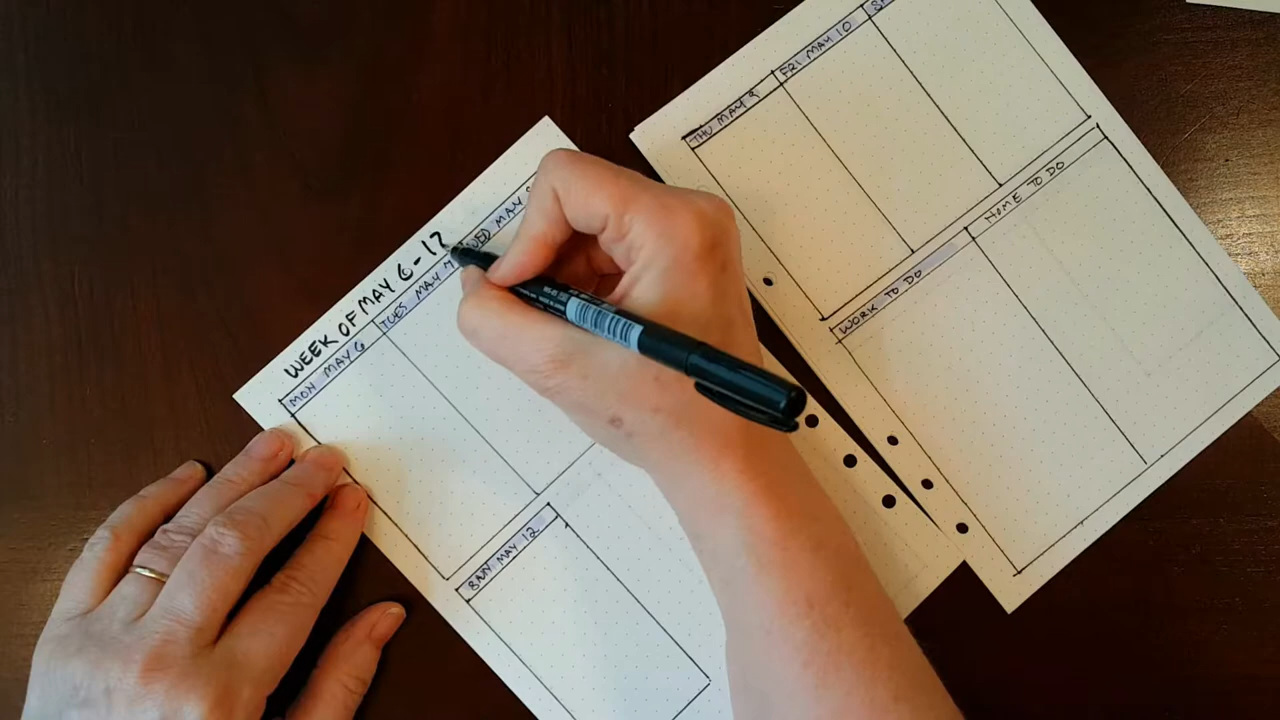 WEEK OF MAY 6-12
MON MAY 6
TUES MAY
WED MAY
SUN MAY 12
THU MAY 9
FRI MAY 10
WORK TO DO
HOME TO DO